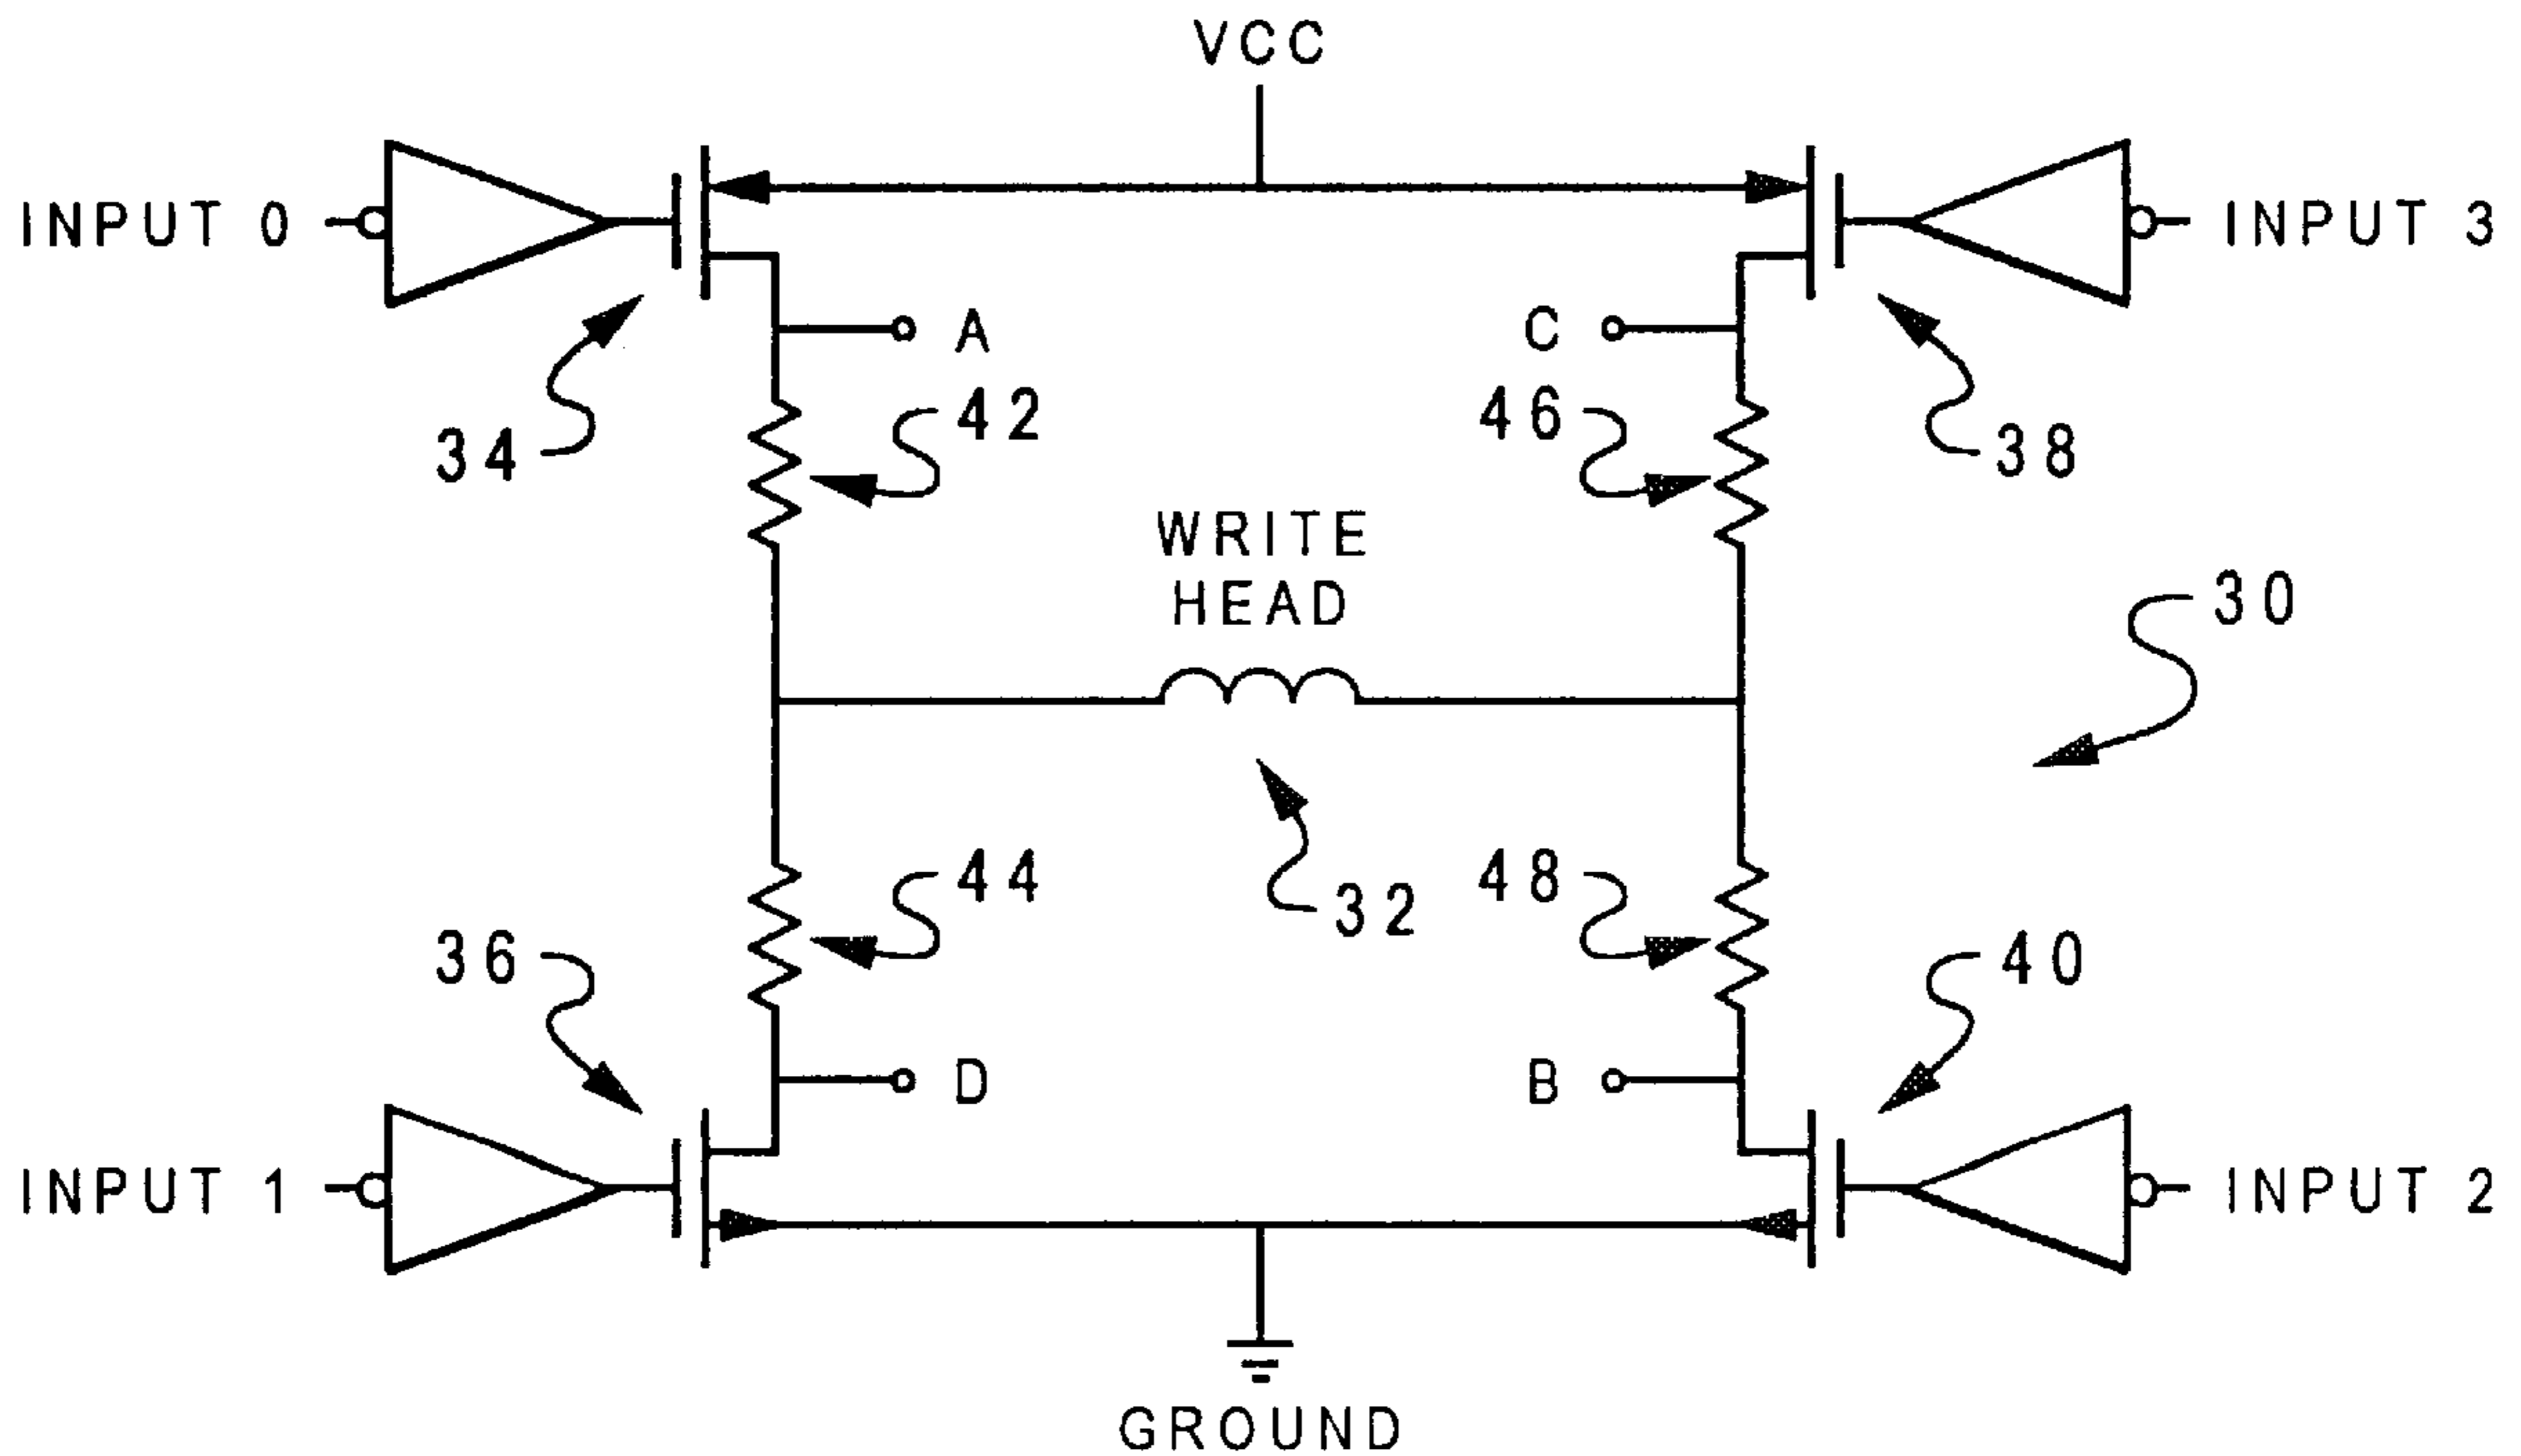 VCC
INPUT 0
INPUT 3
A
C
34
42
46
38
WRITE
HEAD
30
44
48
32
36
40
D
B
INPUT 1
INPUT 2
GROUND